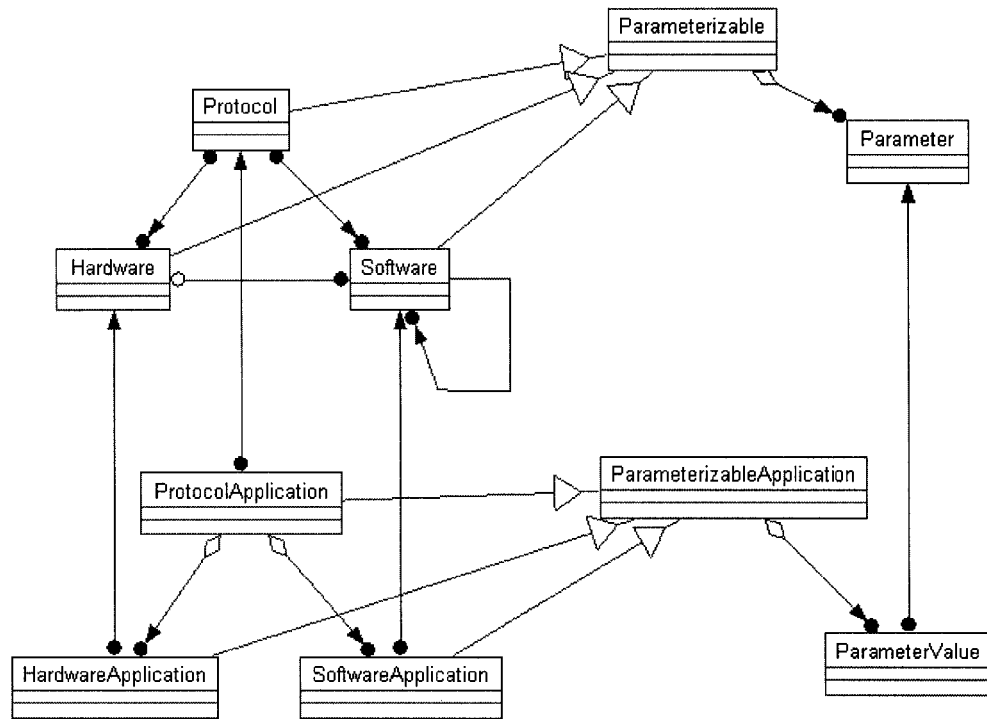 Parameterizable
Protocol
Parameter
Hardware
Software
ProtocolApplication
ParameterizableApplication
HardwareApplication
SoftwareApplication
ParameterValue